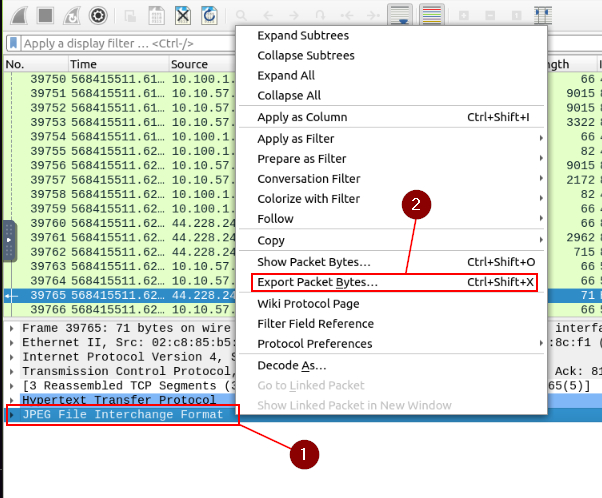 Apply a display filter … <Ctrl-/>
No. Time Source ngth
39750 568415511.61… 10.100.1. 66
39751 568415511.61… 10.10.57. 9015
39752 568415511.61… 10.10.57. 9015
39753 568415511.61… 10.10.57. 3322
39754 568415511.62… 10.100.1. 66
39755 568415511.62… 10.100.1. 82
39756 568415511.62… 10.10.57. 9015
39757 568415511.62… 10.10.57. 2172
39758 568415511.62… 10.100.1. 82
39759 568415511.62… 10.100.1. 66
39760 568415511.62… 44.228.24 66
39761 568415511.62… 10.10.57. 66
39762 568415511.62… 44.228.24 2962
39763 568415511.62… 44.228.24 715
39764 568415511.62… 10.10.57. 66
39765 568415511.62… 44.228.24 71
39766 568415511.62… 10.10.57. 66
Expand Subtrees
Collapse Subtrees
Expand All
Collapse All
Apply as Column Ctrl+Shift+I
Apply as Filter
Prepare as Filter
Conversation Filter
Colorize with Filter
Follow
Copy
Show Packet Bytes… Ctrl+Shift+O
Export Packet Bytes… Ctrl+Shift+X
Wiki Protocol Page
Filter Field Reference
Protocol Preferences
Decode As…
Go to Linked Packet
Show Linked Packet in New Window
2
Frame 39765: 71 bytes on wire interfa
Ethernet II, Src: 02:c8:85:b5: :8c:f1 (
Internet Protocol Version 4, S
Transmission Control Protocol, Ack: 81
[3 Reassembled TCP Segments (3 65(5)]
Hypertext Transfer Protocol
JPEG File Interchange Format
1